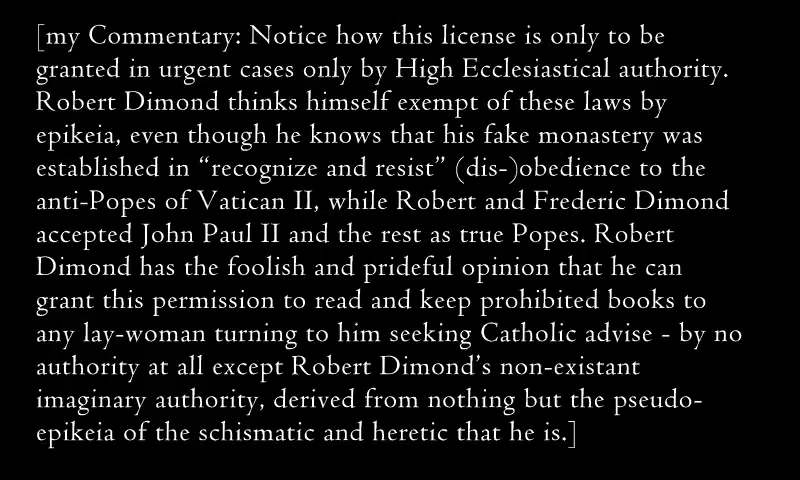 [my Commentary: Notice how this license is only to be
granted in urgent cases only by High Ecclesiastical authority.
Robert Dimond thinks himself exempt of these laws by
epikeia, even though he knows that his fake monastery was
established in “recognize and resist” (dis-)obedience to the
anti-Popes of Vatican II, while Robert and Frederic Dimond
accepted John Paul II and the rest as true Popes. Robert
Dimond has the foolish and prideful opinion that he can
grant this permission to read and keep prohibited books to
any lay-woman turning to him seeking Catholic advise - by no
authority at all except Robert Dimond’s non-existant
imaginary authority, derived from nothing but the pseudo-
epikeia of the schismatic and heretic that he is.]